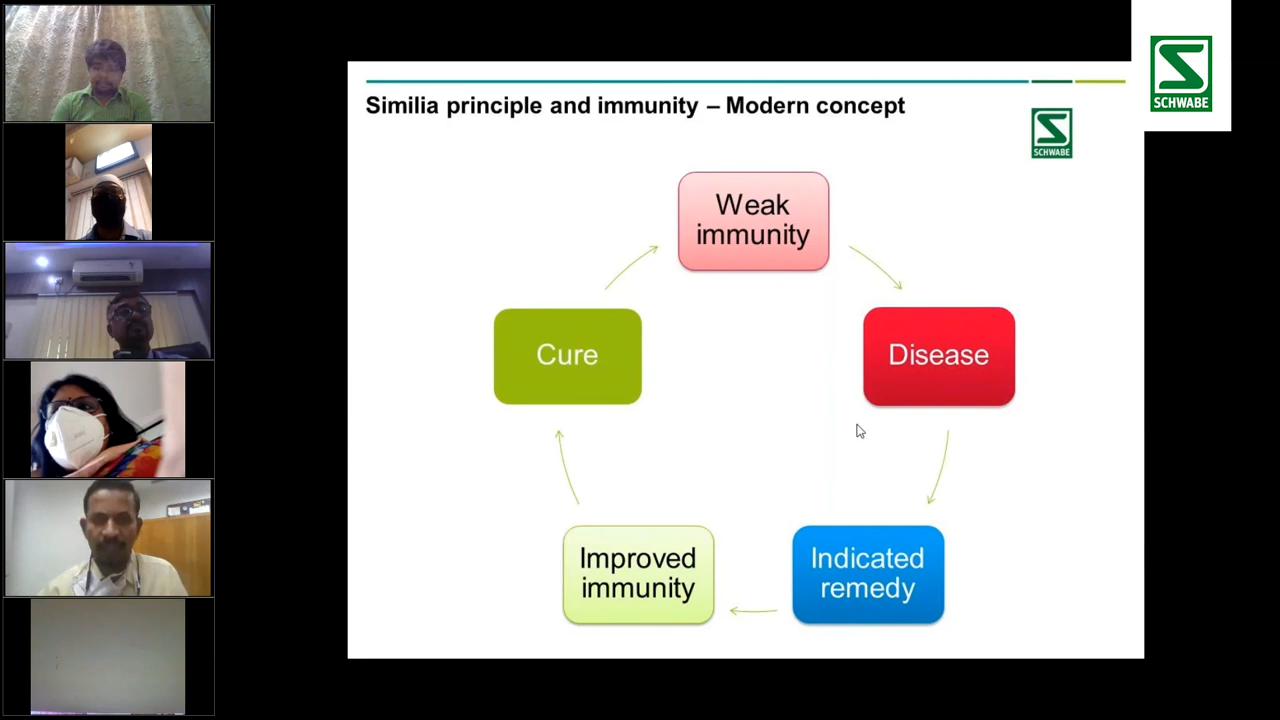 SCHWABE
Similia principle and immunity – Modern concept
SCHWABE
Weak
immunity
Cure
Disease
Improved
immunity
Indicated
remedy